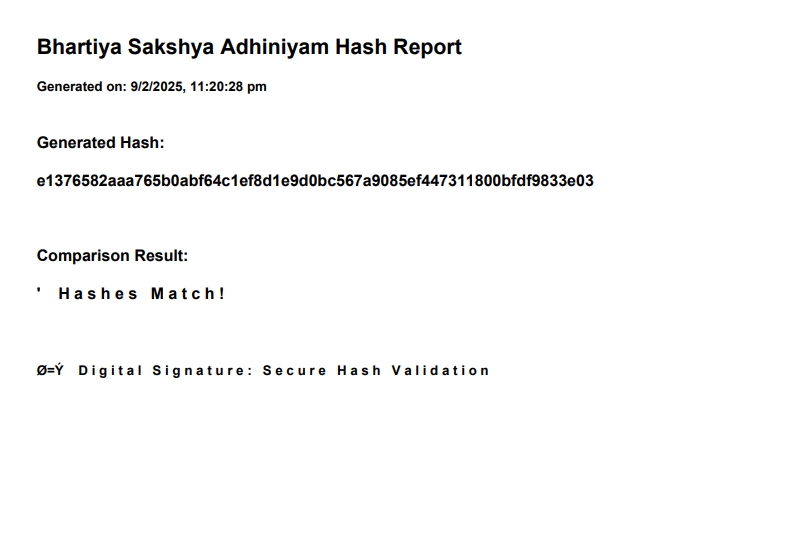 Bhartiya Sakshya Adhiniyam Hash Report
Generated on: 9/2/2025, 11:20:28 pm
Generated Hash:
e1376582aaa765b0abf64c1ef8d1e9d0bc567a9085ef447311800bfdf9833e03
Comparison Result:
' Hashes Match!
Ø=Ý Digital Signature: Secure Hash Validation